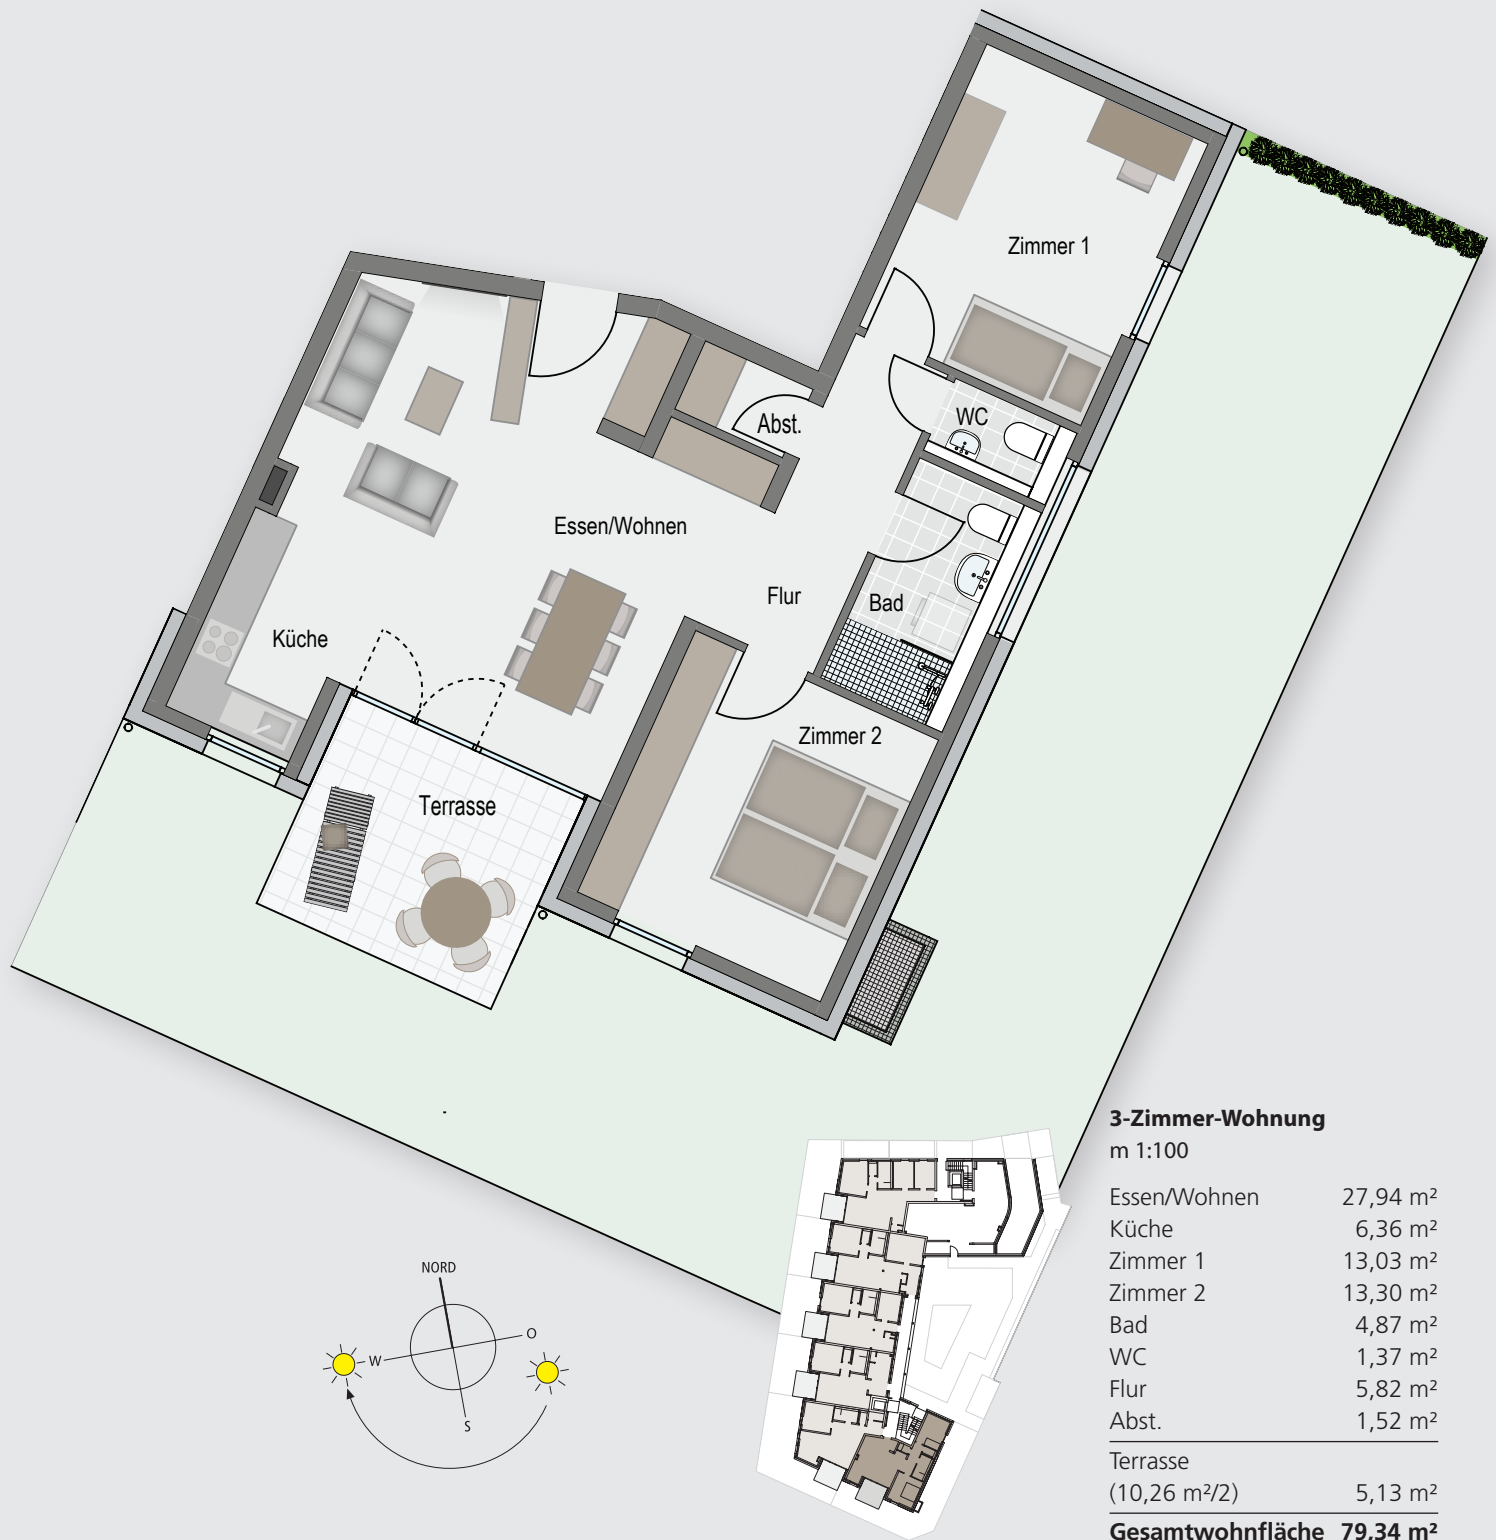 Zimmer 1
WC
Abst.
Essen/Wohnen
Flur
Bad
Küche
Zimmer 2
Terrasse
3-Zimmer-Wohnung
m 1:100
Essen/Wohnen 27,94 m²
Küche 6,36 m²
Zimmer 1 13,03 m²
Zimmer 2 13,30 m²
Bad 4,87 m²
WC 1,37 m²
Flur 5,82 m²
Abst. 1,52 m²
Terrasse
(10,26 m²/2) 5,13 m²
Gesamtwohnfläche 79,34 m²
NORD
O
W
S